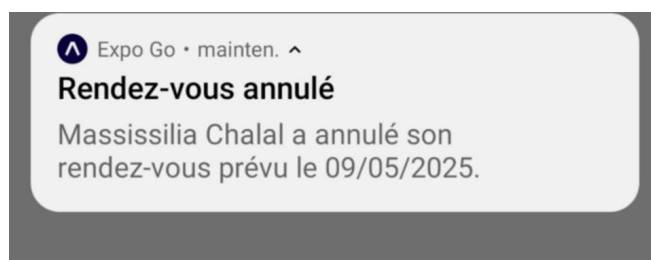 Expo Go • mainten.
Rendez-vous annulé
Massissilia Chalal a annulé son
rendez-vous prévu le 09/05/2025.